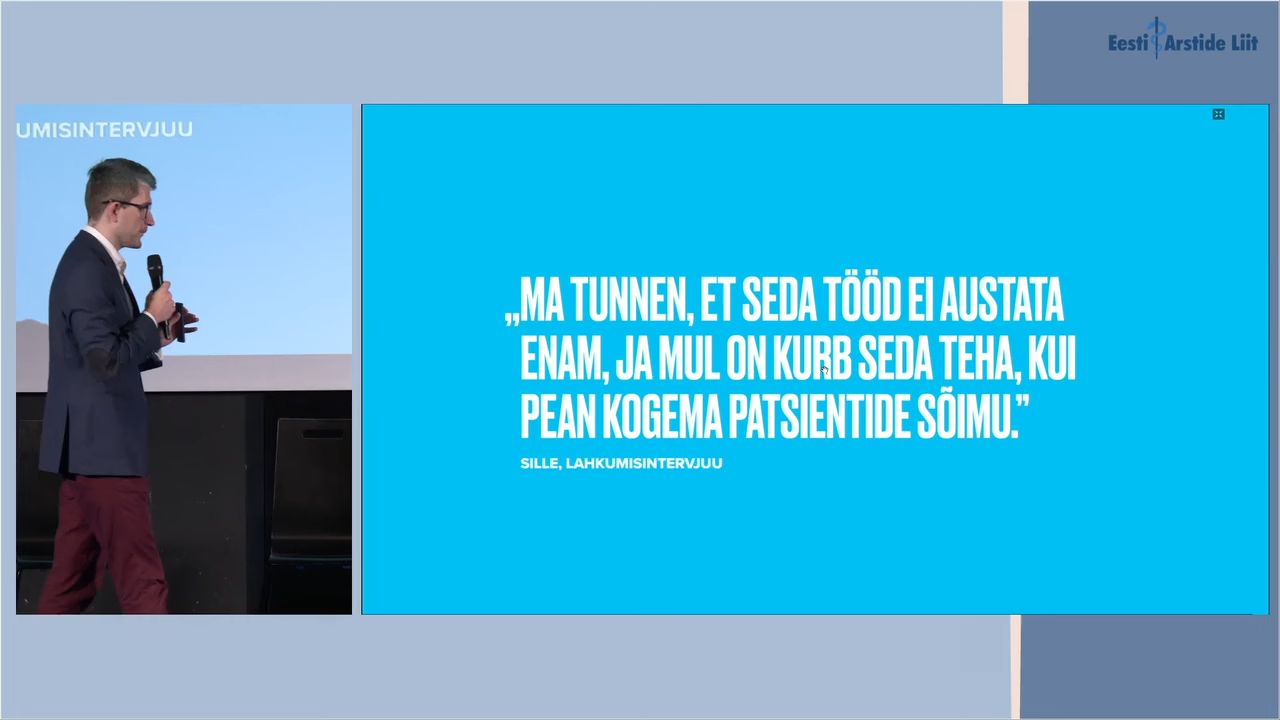 Eesti Arstide Liit
UMISINTERVJUU
„MA TUNNEN, ET SEDA TÖÖD EI AUSTATA
ENAM, JA MUL ON KURB SEDA TEHA, KUI
PEAN KOGEMA PATSIENTIDE SÕIMU.”
SILLE, LAHKUMISINTERVJUU